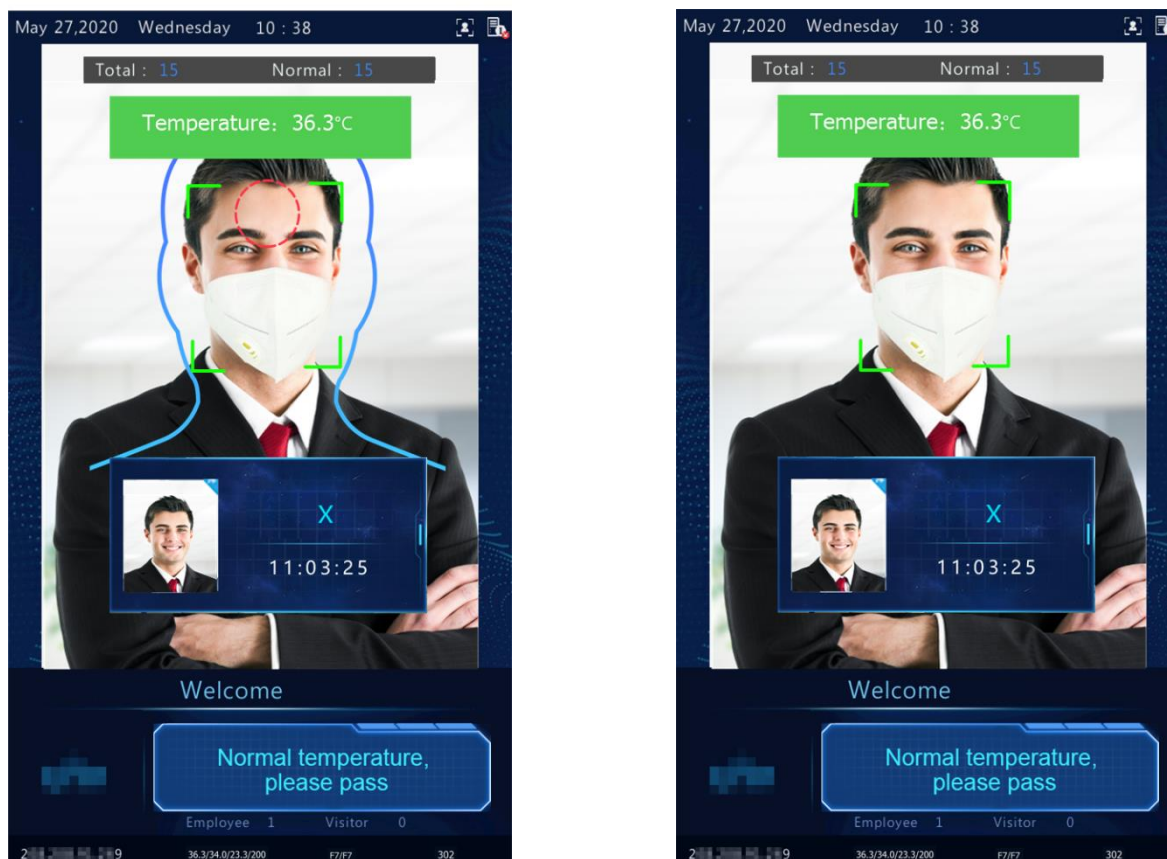 May 27,2020 Wednesday 10 : 38
Total : 15 Normal : 15
Temperature: 36.3°C
X
11:03:25
Welcome
Normal temperature,
please pass
Employee 1 Visitor 0
36.3/34.0/23.3/200 F7/F7 302
May 27,2020 Wednesday 10 : 38
Total : 15 Normal : 15
Temperature: 36.3°C
X
11:03:25
Welcome
Normal temperature,
please pass
Employee 1 Visitor 0
36.3/34.0/23.3/200 F7/F7 302